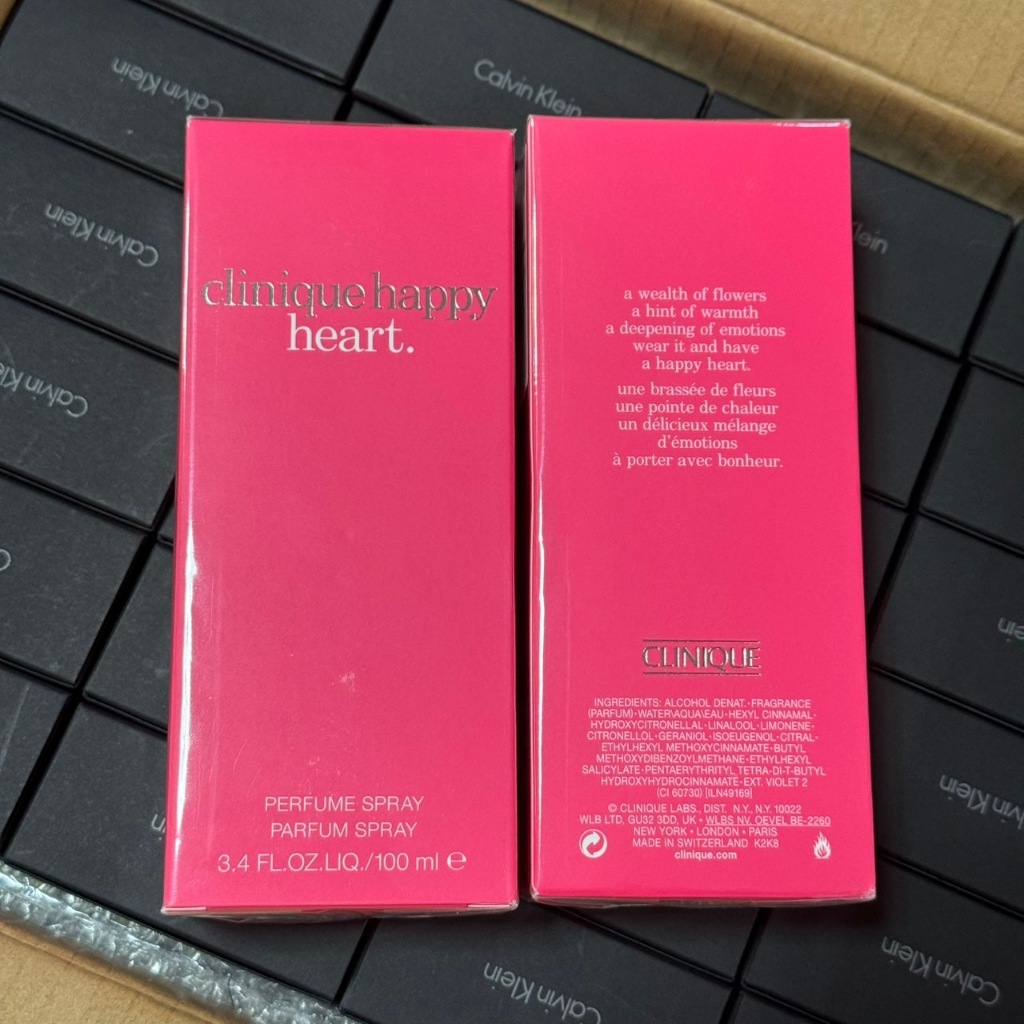 Calvin Klein
Calvin Klein
Calvin Klein
Calvin Klein
Klein
clinique happy
heart.
PERFUME SPRAY
PARFUM SPRAY
3.4 FL.OZ.LIQ./100 ml ℮
a wealth of flowers
a hint of warmth
a deepening of emotions
wear it and have
a happy heart.
une brassée de fleurs
une pointe de chaleur
un délicieux mélange
d'émotions
à porter avec bonheur.
CLINIQUE
INGREDIENTS: ALCOHOL DENAT.·FRAGRANCE
(PARFUM)·WATER\AQUA\EAU·HEXYL CINNAMAL·
HYDROXYCITRONELLAL·LINALOOL·LIMONENE·
CITRONELLOL·GERANIOL·ISOEUGENOL·CITRAL·
ETHYLHEXYL METHOXYCINNAMATE·BUTYL
METHOXYDIBENZOYLMETHANE·ETHYLHEXYL
SALICYLATE·PENTAERYTHRITYL TETRA-DI-T-BUTYL
HYDROXYHYDROCINNAMATE·EXT. VIOLET 2
(CI 60730) [ILN49169]
© CLINIQUE LABS., DIST. N.Y., N.Y. 10022
WLB LTD, GU32 3DD, UK · WLBS NV. OEVEL BE-2260
NEW YORK · LONDON · PARIS
MADE IN SWITZERLAND K2K8
clinique.com
Calvin Klein
Calvin Klein
Calvin Klein